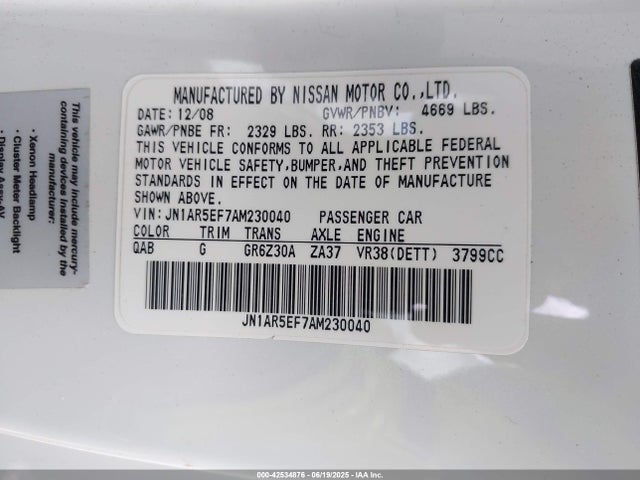 MANUFACTURED BY NISSAN MOTOR CO.,LTD.
DATE: 12/08 GVWR/PNBV: 4669 LBS.
GAWR/PNBE FR: 2329 LBS. RR: 2353 LBS.
THIS VEHICLE CONFORMS TO ALL APPLICABLE FEDERAL
MOTOR VEHICLE SAFETY,BUMPER,AND THEFT PREVENTION
STANDARDS IN EFFECT ON THE DATE OF MANUFACTURE
SHOWN ABOVE.
VIN: JN1AR5EF7AM230040 PASSENGER CAR
COLOR TRIM TRANS AXLE ENGINE
QAB G GR6Z30A ZA37 VR38(DETT) 3799CC
JN1AR5EF7AM230040
This vehicle may include mercury-
containing devices installed by the
manufacturer:
• Xenon Headlamp
• Cluster Meter Backlight
• Display Assy-AV
000-42534876 - 06/19/2025 - IAA Inc.